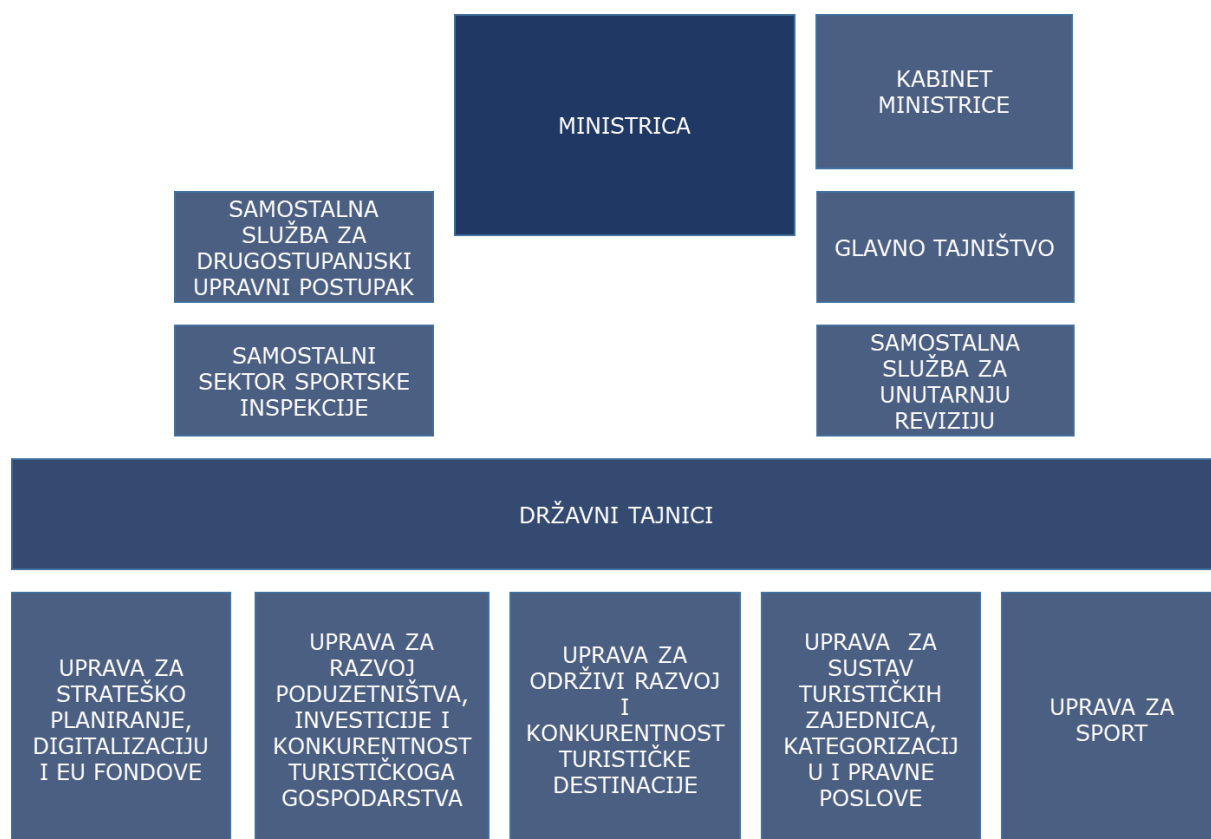 MINISTRICA
KABINET
MINISTRICE
SAMOSTALNA
SLUŽBA ZA
DRUGOSTUPANJSKI
UPRAVNI POSTUPAK
GLAVNO TAJNIŠTVO
SAMOSTALNI
SEKTOR SPORTSKE
INSPEKCIJE
SAMOSTALNA
SLUŽBA ZA
UNUTARNJU
REVIZIJU
DRŽAVNI TAJNICI
UPRAVA ZA
STRATEŠKO
PLANIRANJE,
DIGITALIZACIJU
I EU FONDOVE
UPRAVA ZA
RAZVOJ
PODUZETNIŠTVA,
INVESTICIJE I
KONKURENTNOST
TURISTIČKOGA
GOSPODARSTVA
UPRAVA ZA
ODRŽIVI RAZVOJ
I
KONKURENTNOST
TURISTIČKE
DESTINACIJE
UPRAVA  ZA
SUSTAV
TURISTIČKIH
ZAJEDNICA,
KATEGORIZACIJ
U I PRAVNE
POSLOVE
UPRAVA ZA
SPORT